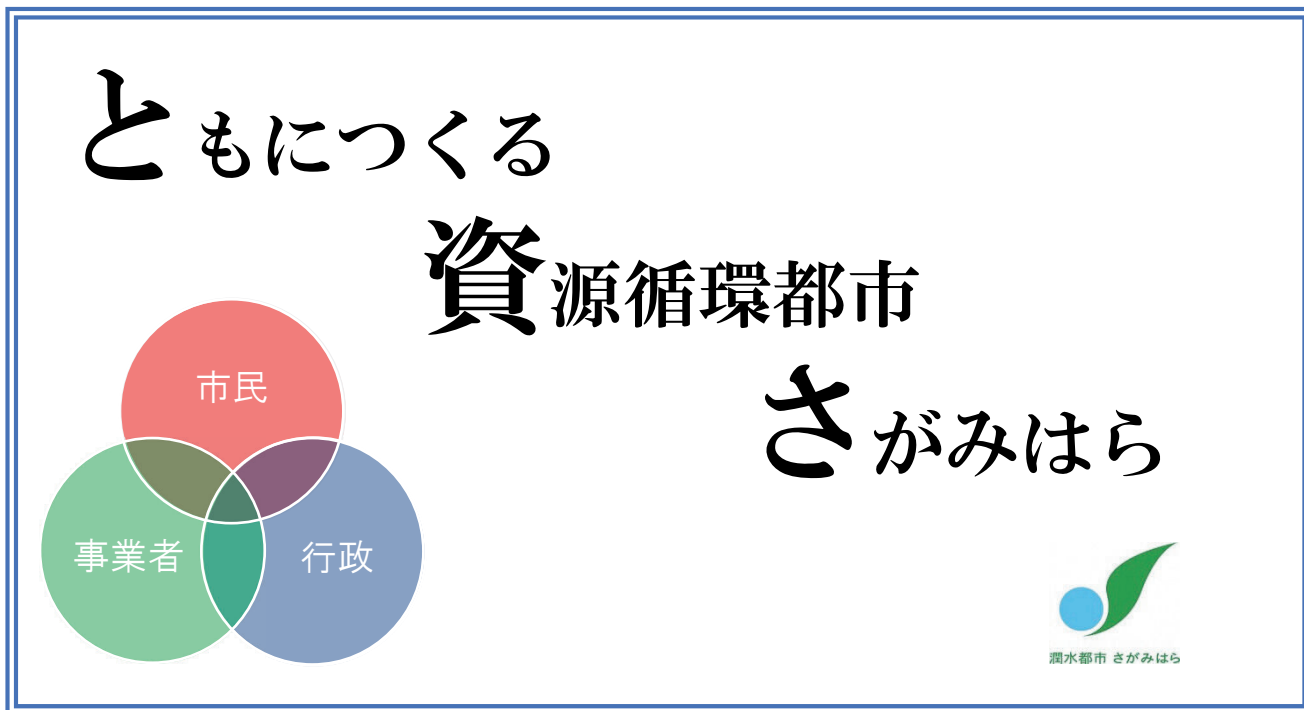 ともにつくる
資源循環都市
さがみはら
市民
事業者
行政
潤水都市 さがみはら